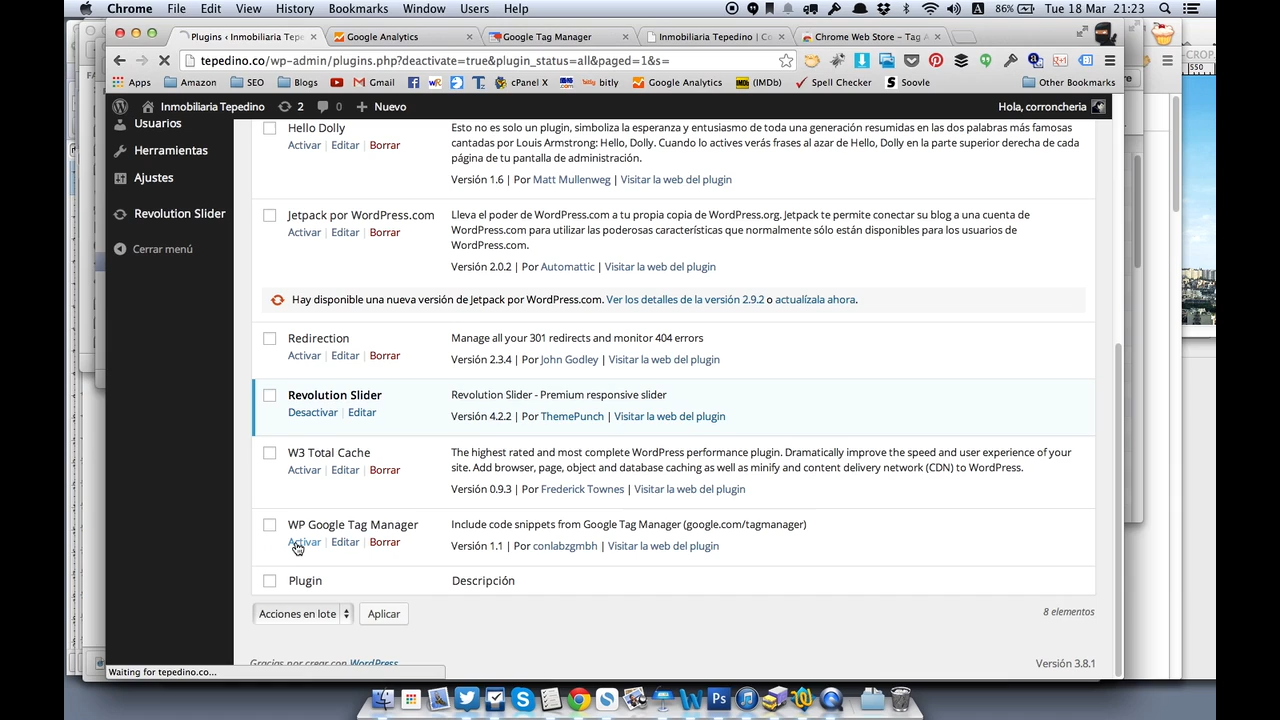 Chrome File Edit View History Bookmarks Window Users Help
86% Tue 18 Mar 21:23
Plugins ‹ Inmobiliaria Tepe
Google Analytics
Google Tag Manager
Inmobiliaria Tepedino | Co
Chrome Web Store – Tag A
tepedino.co/wp-admin/plugins.php?deactivate=true&plugin_status=all&paged=1&s=
Apps Amazon SEO Blogs Gmail Panel X bitly Google Analytics (IMDb) Spell Checker Soovle Other Bookmarks
Inmobiliaria Tepedino 2 0 Nuevo Hola, corroncheria
Usuarios
Herramientas
Ajustes
Revolution Slider
Cerrar menú
Hello Dolly
Activar | Editar | Borrar
Esto no es solo un plugin, simboliza la esperanza y entusiasmo de toda una generación resumidas en las dos palabras más famosas
cantadas por Louis Armstrong: Hello, Dolly. Cuando lo actives verás frases al azar de Hello, Dolly en la parte superior derecha de cada
página de tu pantalla de administración.
Versión 1.6 | Por Matt Mullenweg | Visitar la web del plugin
Jetpack por WordPress.com
Activar | Editar | Borrar
Lleva el poder de WordPress.com a tu propia copia de WordPress.org. Jetpack te permite conectar su blog a una cuenta de
WordPress.com para utilizar las poderosas características que normalmente sólo están disponibles para los usuarios de
WordPress.com.
Versión 2.0.2 | Por Automattic | Visitar la web del plugin
Hay disponible una nueva versión de Jetpack por WordPress.com. Ver los detalles de la versión 2.9.2 o actualízala ahora.
Redirection
Activar | Editar | Borrar
Manage all your 301 redirects and monitor 404 errors
Versión 2.3.4 | Por John Godley | Visitar la web del plugin
Revolution Slider
Desactivar | Editar
Revolution Slider - Premium responsive slider
Versión 4.2.2 | Por ThemePunch | Visitar la web del plugin
W3 Total Cache
Activar | Editar | Borrar
The highest rated and most complete WordPress performance plugin. Dramatically improve the speed and user experience of your
site. Add browser, page, object and database caching as well as minify and content delivery network (CDN) to WordPress.
Versión 0.9.3 | Por Frederick Townes | Visitar la web del plugin
WP Google Tag Manager
Activar | Editar | Borrar
Include code snippets from Google Tag Manager (google.com/tagmanager)
Versión 1.1 | Por conlabzgmbh | Visitar la web del plugin
Plugin Descripción
Acciones en lote Aplicar 8 elementos
Gracias por crear con WordPress Versión 3.8.1
Waiting for tepedino.co...